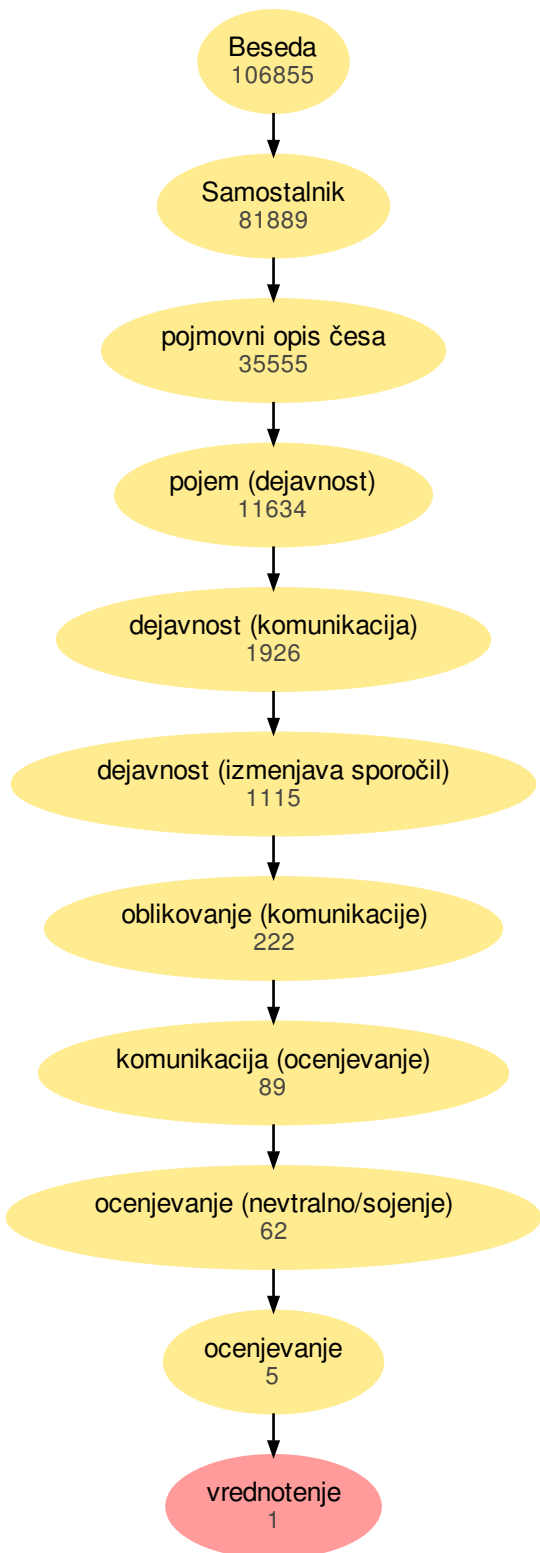 Beseda
106855
Samostalnik
81889
pojmovni opis česa
35555
pojem (dejavnost)
11634
dejavnost (komunikacija)
1926
dejavnost (izmenjava sporočil)
1115
oblikovanje (komunikacije)
222
komunikacija (ocenjevanje)
89
ocenjevanje (nevtralno/sojenje)
62
ocenjevanje
5
vrednotenje
1